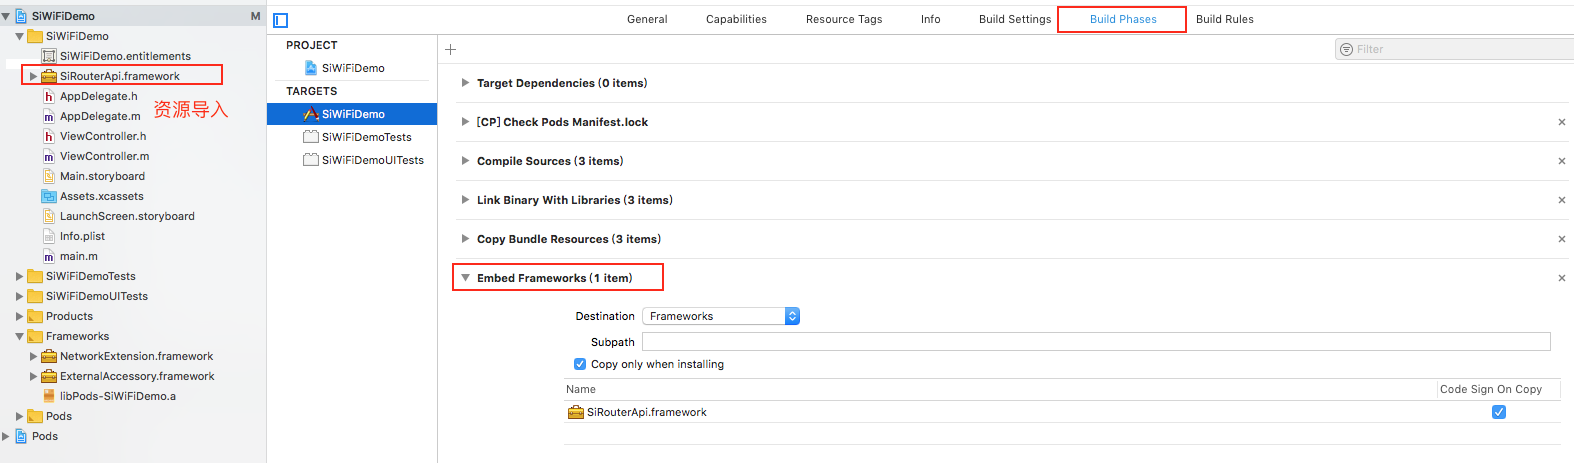 SiWiFiDemo M
SiWiFiDemo
SiWiFiDemo.entitlements
SiRouterApi.framework
AppDelegate.h
资源导入
AppDelegate.m
ViewController.h
ViewController.m
Main.storyboard
Assets.xcassets
LaunchScreen.storyboard
Info.plist
main.m
SiWiFiDemoTests
SiWiFiDemoUITests
Products
Frameworks
NetworkExtension.framework
ExternalAccessory.framework
libPods-SiWiFiDemo.a
Pods
Pods
General Capabilities Resource Tags Info Build Settings Build Phases Build Rules
PROJECT
SiWiFiDemo
TARGETS
SiWiFiDemo
SiWiFiDemoTests
SiWiFiDemoUITests
Filter
Target Dependencies (0 items)
[CP] Check Pods Manifest.lock
Compile Sources (3 items)
Link Binary With Libraries (3 items)
Copy Bundle Resources (3 items)
Embed Frameworks (1 item)
Destination Frameworks
Subpath
Copy only when installing
Name Code Sign On Copy
SiRouterApi.framework